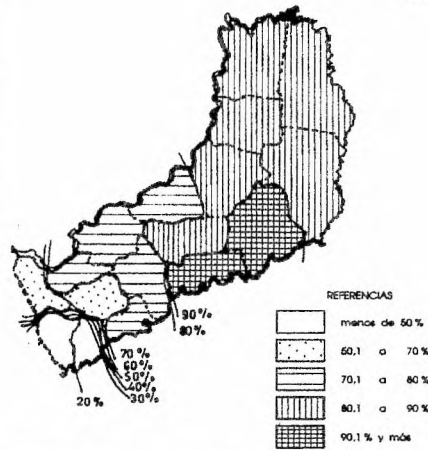 90%
80%
70%
60%
50%
40%
30%
20%
REFERENCIAS
menos de 50%
50,1 a 70%
70,1 a 80%
80,1 a 90%
90,1% y más